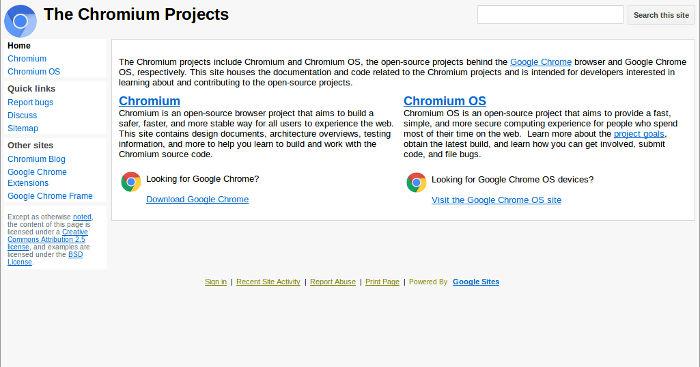 The Chromium Projects
Search this site
Home
Chromium
Chromium OS
Quick links
Report bugs
Discuss
Sitemap
Other sites
Chromium Blog
Google Chrome
Extensions
Google Chrome Frame
Except as otherwise noted,
the content of this page is
licensed under a Creative
Commons Attribution 2.5
license, and examples are
licensed under the BSD
License.
The Chromium projects include Chromium and Chromium OS, the open-source projects behind the Google Chrome browser and Google Chrome
OS, respectively. This site houses the documentation and code related to the Chromium projects and is intended for developers interested in
learning about and contributing to the open-source projects.
Chromium
Chromium is an open-source browser project that aims to build a
safer, faster, and more stable way for all users to experience the web.
This site contains design documents, architecture overviews, testing
information, and more to help you learn to build and work with the
Chromium source code.
Looking for Google Chrome?
Download Google Chrome
Chromium OS
Chromium OS is an open-source project that aims to provide a fast,
simple, and more secure computing experience for people who spend
most of their time on the web. Learn more about the project goals,
obtain the latest build, and learn how you can get involved, submit
code, and file bugs.
Looking for Google Chrome OS devices?
Visit the Google Chrome OS site
Sign in | Recent Site Activity | Report Abuse | Print Page | Powered By Google Sites